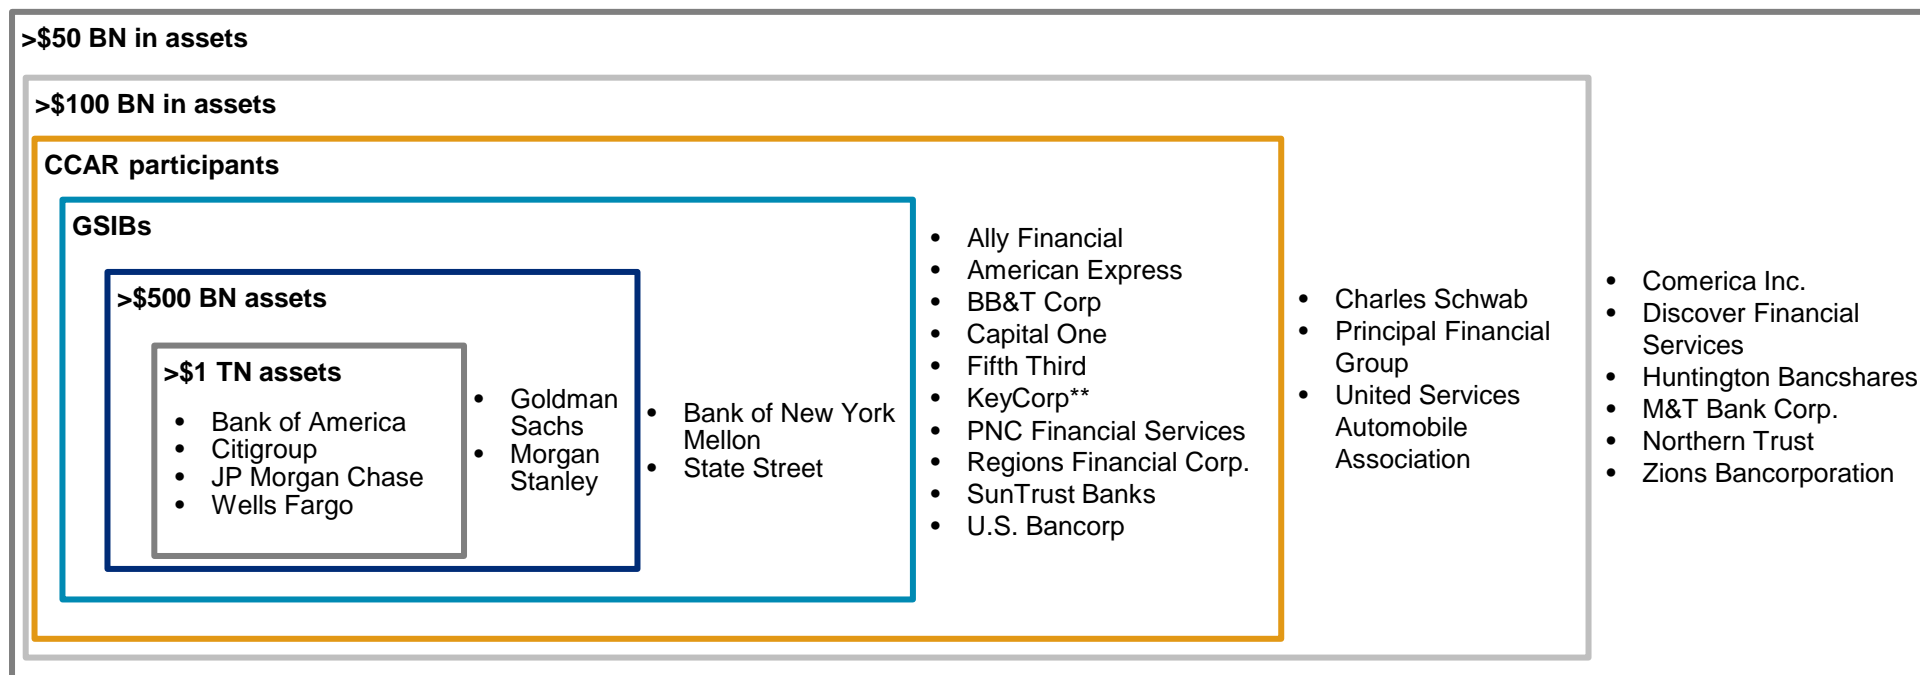 >$50 BN in assets
>$100 BN in assets
CCAR participants
GSIBs
>$500 BN assets
>$1 TN assets
• Bank of America
• Citigroup
• JP Morgan Chase
• Wells Fargo
• Goldman
Sachs
• Morgan
Stanley
• Bank of New York
Mellon
• State Street
• Ally Financial
• American Express
• BB&T Corp
• Capital One
• Fifth Third
• KeyCorp**
• PNC Financial Services
• Regions Financial Corp.
• SunTrust Banks
• U.S. Bancorp
• Charles Schwab
• Principal Financial
Group
• United Services
Automobile
Association
• Comerica Inc.
• Discover Financial
Services
• Huntington Bancshares
• M&T Bank Corp.
• Northern Trust
• Zions Bancorporation